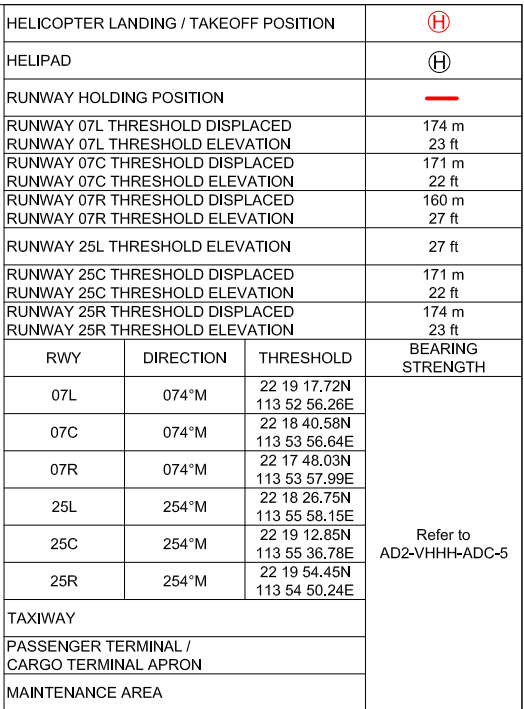 HELICOPTER LANDING / TAKEOFF POSITION H
HELIPAD H
RUNWAY HOLDING POSITION
RUNWAY 07L THRESHOLD DISPLACED 174 m
RUNWAY 07L THRESHOLD ELEVATION 23 ft
RUNWAY 07C THRESHOLD DISPLACED 171 m
RUNWAY 07C THRESHOLD ELEVATION 22 ft
RUNWAY 07R THRESHOLD DISPLACED 160 m
RUNWAY 07R THRESHOLD ELEVATION 27 ft
RUNWAY 25L THRESHOLD ELEVATION 27 ft
RUNWAY 25C THRESHOLD DISPLACED 171 m
RUNWAY 25C THRESHOLD ELEVATION 22 ft
RUNWAY 25R THRESHOLD DISPLACED 174 m
RUNWAY 25R THRESHOLD ELEVATION 23 ft
RWY DIRECTION THRESHOLD BEARING
STRENGTH
07L 074°M 22 19 17.72N
113 52 56.26E
07C 074°M 22 18 40.58N
113 53 56.64E
07R 074°M 22 17 48.03N
113 53 57.99E
25L 254°M 22 18 26.75N
113 55 58.15E
25C 254°M 22 19 12.85N
113 55 36.78E
25R 254°M 22 19 54.45N
113 54 50.24E
Refer to
AD2-VHHH-ADC-5
TAXIWAY
PASSENGER TERMINAL /
CARGO TERMINAL APRON
MAINTENANCE AREA